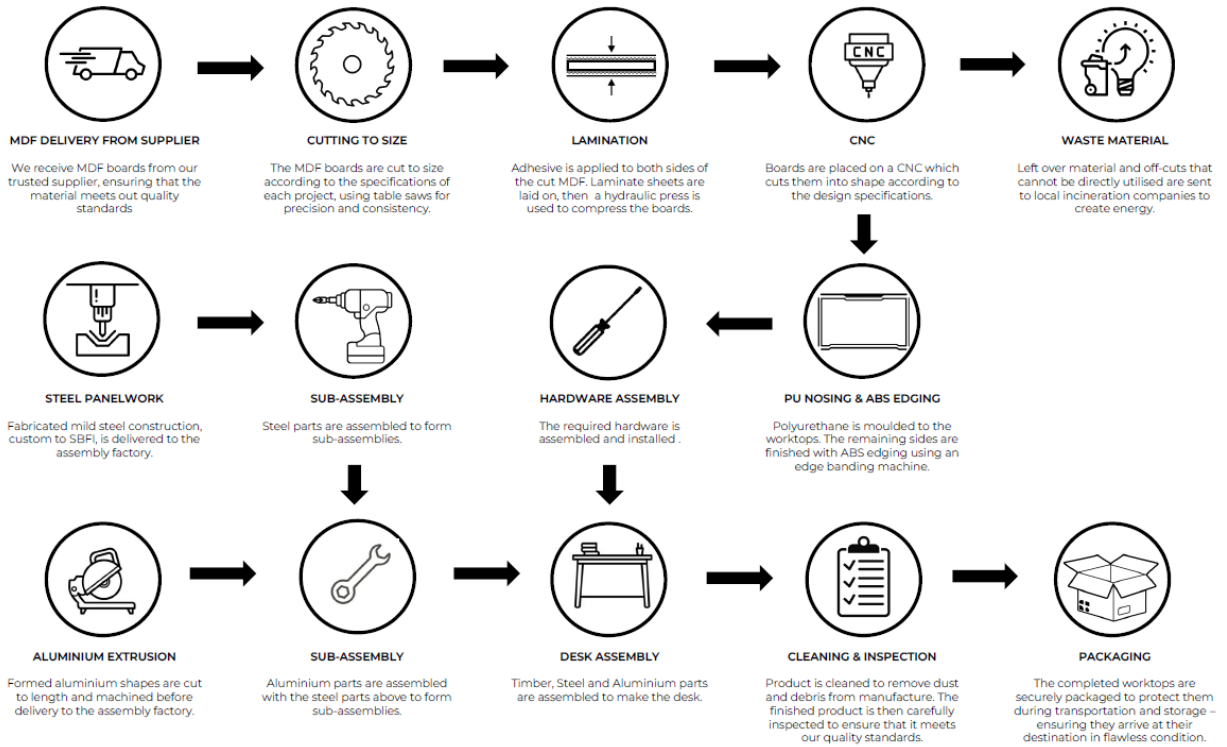 CNC
MDF DELIVERY FROM SUPPLIER
We receive MDF boards from our
trusted supplier, ensuring that the
material meets out quality
standards
CUTTING TO SIZE
The MDF boards are cut to size
according to the specifications of
each project, using table saws for
precision and consistency.
LAMINATION
Adhesive is applied to both sides of
the cut MDF. Laminate sheets are
laid on, then a hydraulic press is
used to compress the boards.
CNC
Boards are placed on a CNC which
cuts them into shape according to
the design specifications.
WASTE MATERIAL
Left over material and off-cuts that
cannot be directly utilised are sent
to local incineration companies to
create energy.
STEEL PANELWORK
Fabricated mild steel construction,
custom to SBFI, is delivered to the
assembly factory.
SUB-ASSEMBLY
Steel parts are assembled to form
sub-assemblies.
HARDWARE ASSEMBLY
The required hardware is
assembled and installed .
PU NOSING & ABS EDGING
Polyurethane is moulded to the
worktops. The remaining sides are
finished with ABS edging using an
edge banding machine.
ALUMINIUM EXTRUSION
Formed aluminium shapes are cut
to length and machined before
delivery to the assembly factory.
SUB-ASSEMBLY
Aluminium parts are assembled
with the steel parts above to form
sub-assemblies.
DESK ASSEMBLY
Timber, Steel and Aluminium parts
are assembled to make the desk.
CLEANING & INSPECTION
Product is cleaned to remove dust
and debris from manufacture. The
finished product is then carefully
inspected to ensure that it meets
our quality standards.
PACKAGING
The completed worktops are
securely packaged to protect them
during transportation and storage –
ensuring they arrive at their
destination in flawless condition.